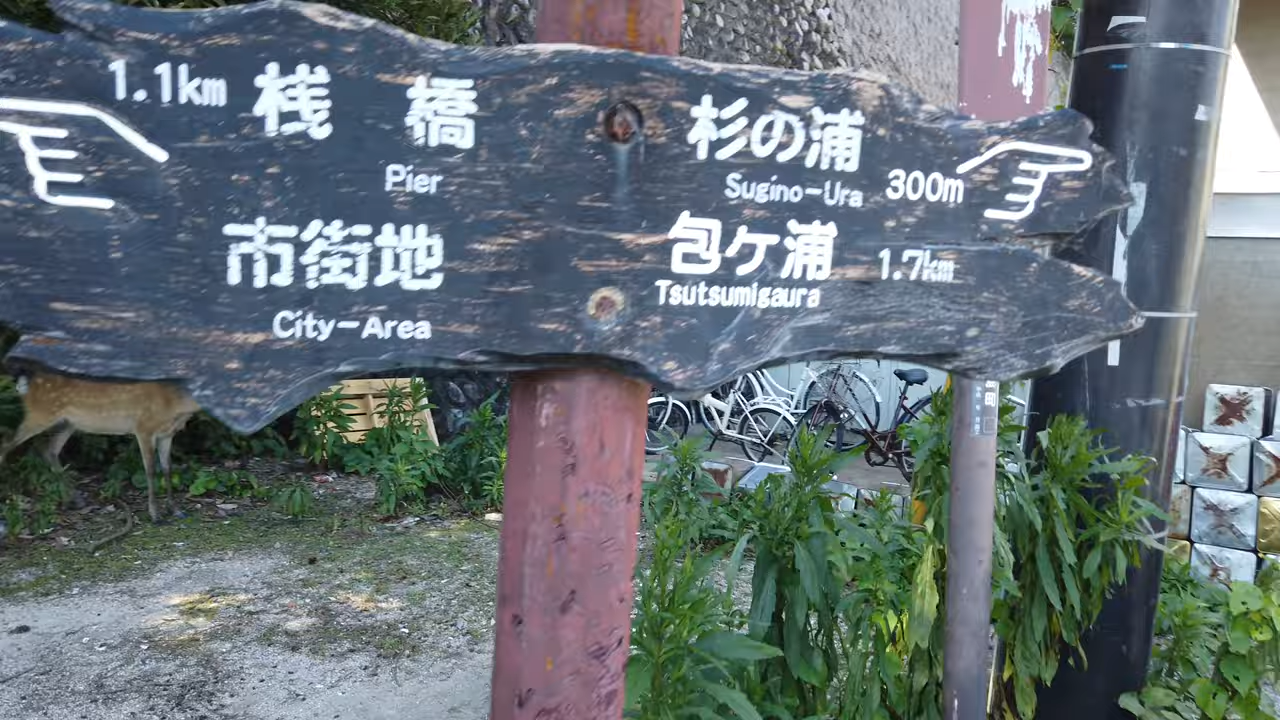 1.1km 桟橋
Pier
市街地
City-Area
杉の浦
Sugino-Ura 300m
包ケ浦 1.7km
Tsutsumigaura